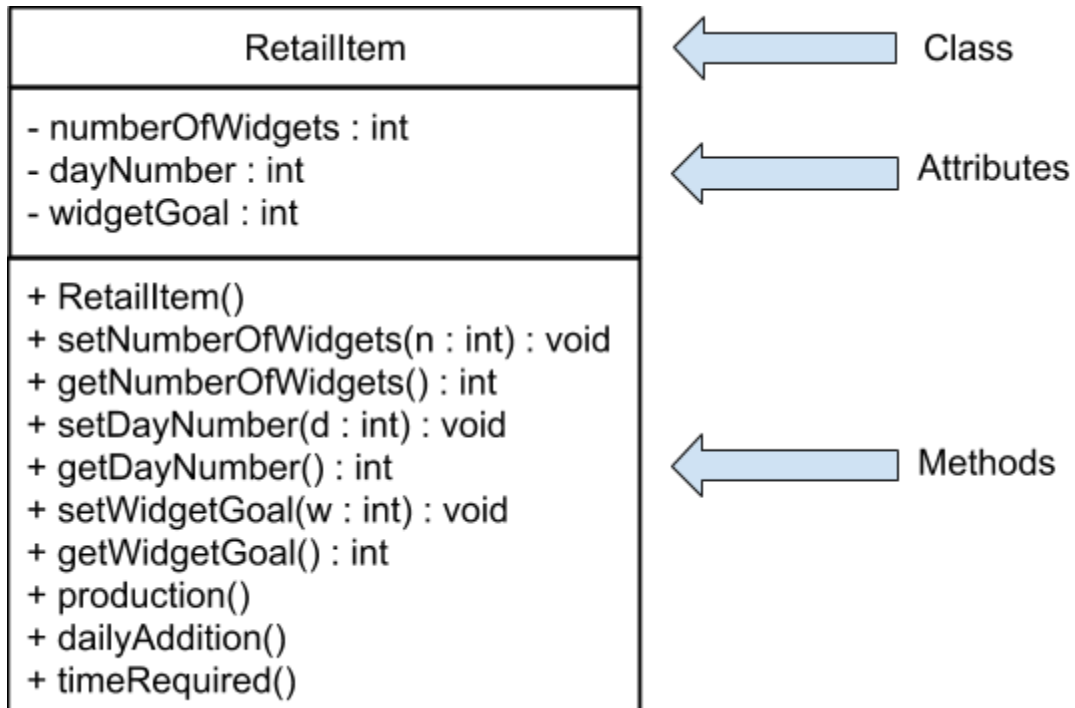 RetailItem
Class
- numberOfWidgets : int
- dayNumber : int
- widgetGoal : int
Attributes
+ RetailItem()
+ setNumberOfWidgets(n : int) : void
+ getNumberOfWidgets() : int
+ setDayNumber(d : int) : void
+ getDayNumber() : int
+ setWidgetGoal(w : int) : void
+ getWidgetGoal() : int
+ production()
+ dailyAddition()
+ timeRequired()
Methods